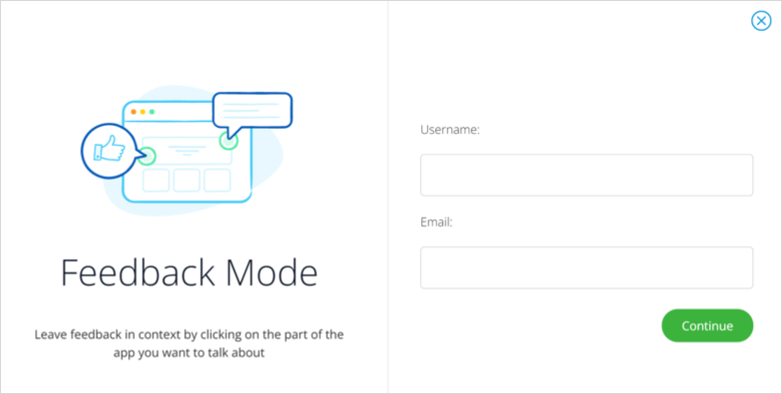 Feedback Mode
Leave feedback in context by clicking on the part of the
app you want to talk about
Username:
Email:
Continue